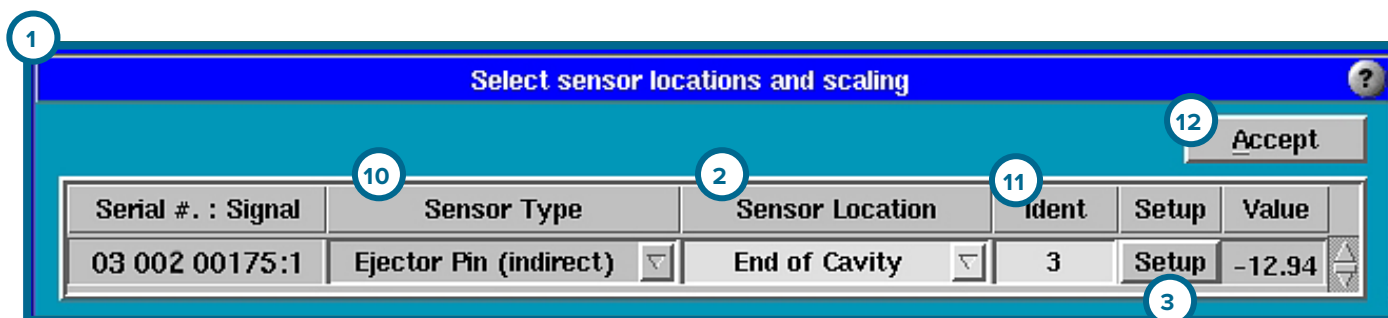 1
Select sensor locations and scaling ?
12 Accept
10 2 11
Serial #. : Signal Sensor Type Sensor Location Ident Setup Value
03 002 00175:1 Ejector Pin (indirect) End of Cavity 3 Setup -12.94
3